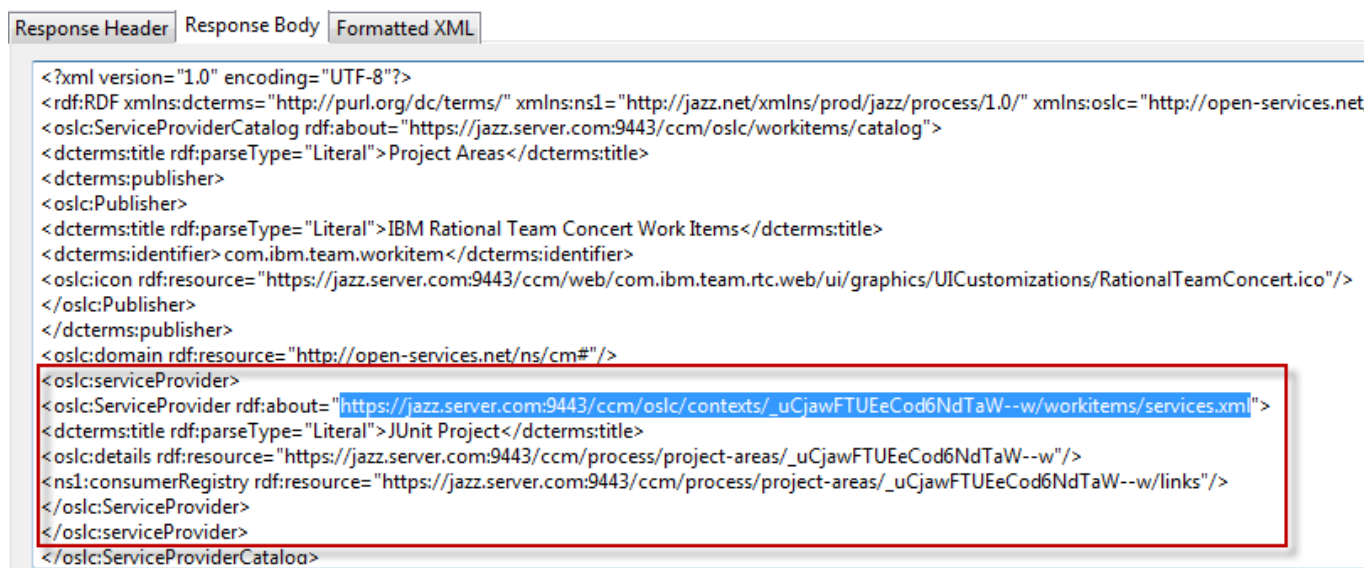 Response Header Response Body Formatted XML
<?xml version="1.0" encoding="UTF-8"?>
<rdf:RDF xmlns:dcterms="http://purl.org/dc/terms/" xmlns:ns1="http://jazz.net/xmlns/prod/jazz/process/1.0/" xmlns:oslc="http://open-services.net/
<oslc:ServiceProviderCatalog rdf:about="https://jazz.server.com:9443/ccm/oslc/workitems/catalog">
<dcterms:title rdf:parseType="Literal">Project Areas</dcterms:title>
<dcterms:publisher>
<oslc:Publisher>
<dcterms:title rdf:parseType="Literal">IBM Rational Team Concert Work Items</dcterms:title>
<dcterms:identifier>com.ibm.team.workitem</dcterms:identifier>
<oslc:icon rdf:resource="https://jazz.server.com:9443/ccm/web/com.ibm.team.rtc.web/ui/graphics/UICustomizations/RationalTeamConcert.ico"/>
</oslc:Publisher>
</dcterms:publisher>
<oslc:domain rdf:resource="http://open-services.net/ns/cm#"/>
<oslc:serviceProvider>
<oslc:ServiceProvider rdf:about="https://jazz.server.com:9443/ccm/oslc/contexts/_uCjawFTUEeCod6NdTaW--w/workitems/services.xml">
<dcterms:title rdf:parseType="Literal">JUnit Project</dcterms:title>
<oslc:details rdf:resource="https://jazz.server.com:9443/ccm/process/project-areas/_uCjawFTUEeCod6NdTaW--w"/>
<ns1:consumerRegistry rdf:resource="https://jazz.server.com:9443/ccm/process/project-areas/_uCjawFTUEeCod6NdTaW--w/links"/>
</oslc:ServiceProvider>
</oslc:serviceProvider>
</oslc:ServiceProviderCatalog>